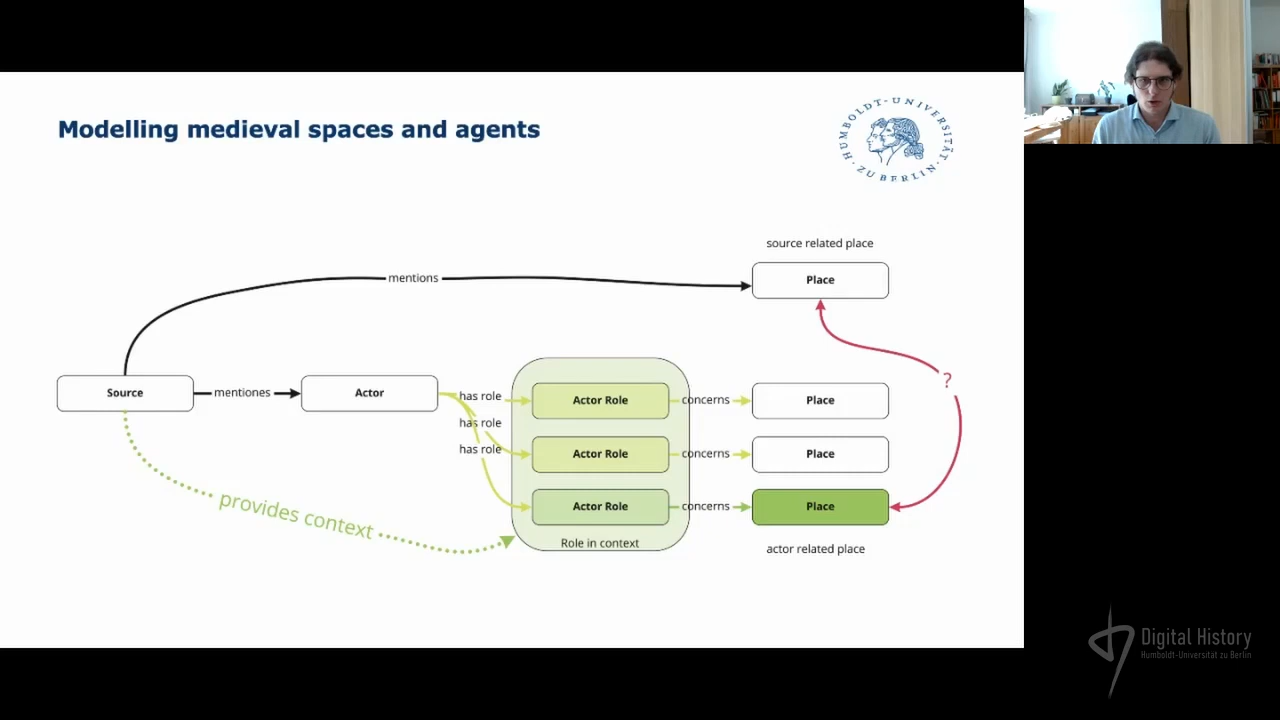 Modelling medieval spaces and agents
HUMBOLDT-UNIVERSITÄT ZU BERLIN
source related place
mentions
Place
Source
mentiones
Actor
has role
Actor Role
concerns
Place
has role
has role
Actor Role
concerns
Place
?
provides context
Actor Role
concerns
Place
Role in context
actor related place
Digital History
Humboldt-Universität zu Berlin